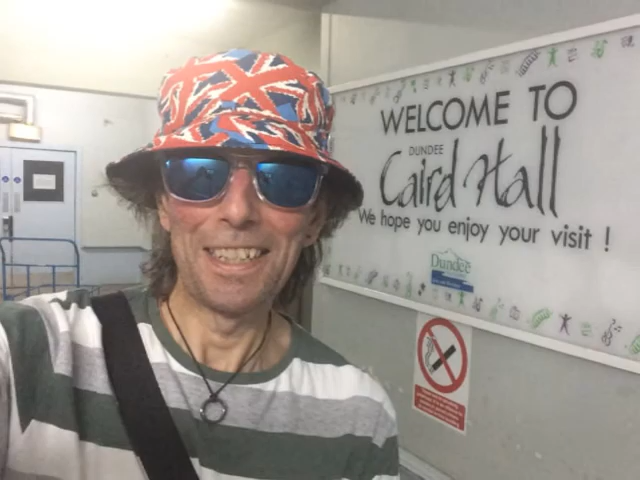 WELCOME TO
DUNDEE
Caird Hall
We hope you enjoy your visit !
Dundee